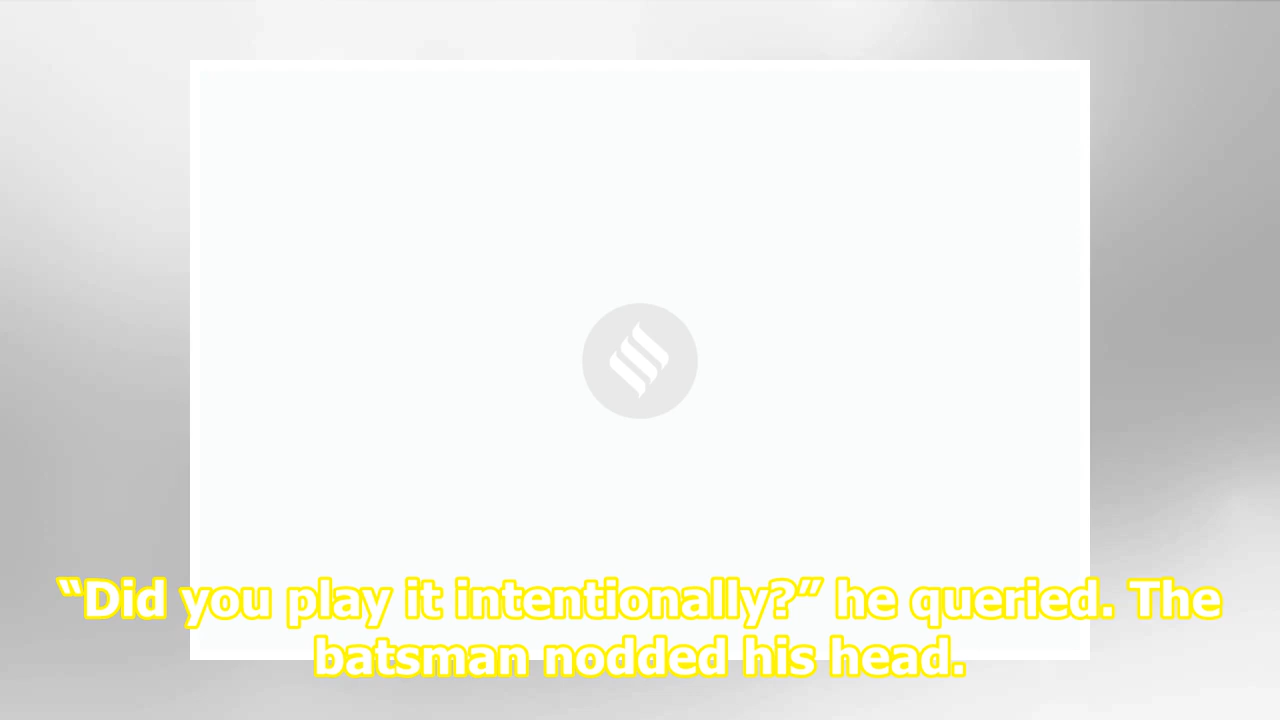 “Did you play it intentionally?” he queried. The
batsman nodded his head.